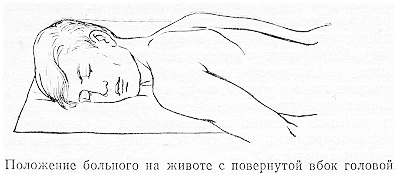 Положение больного на животе с повернутой вбок головой